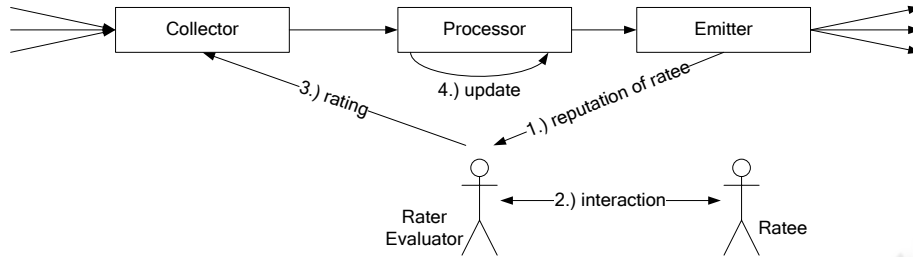 Collector
Processor
Emitter
4.) update
3.) rating
1.) reputation of ratee
2.) interaction
Rater
Evaluator
Ratee